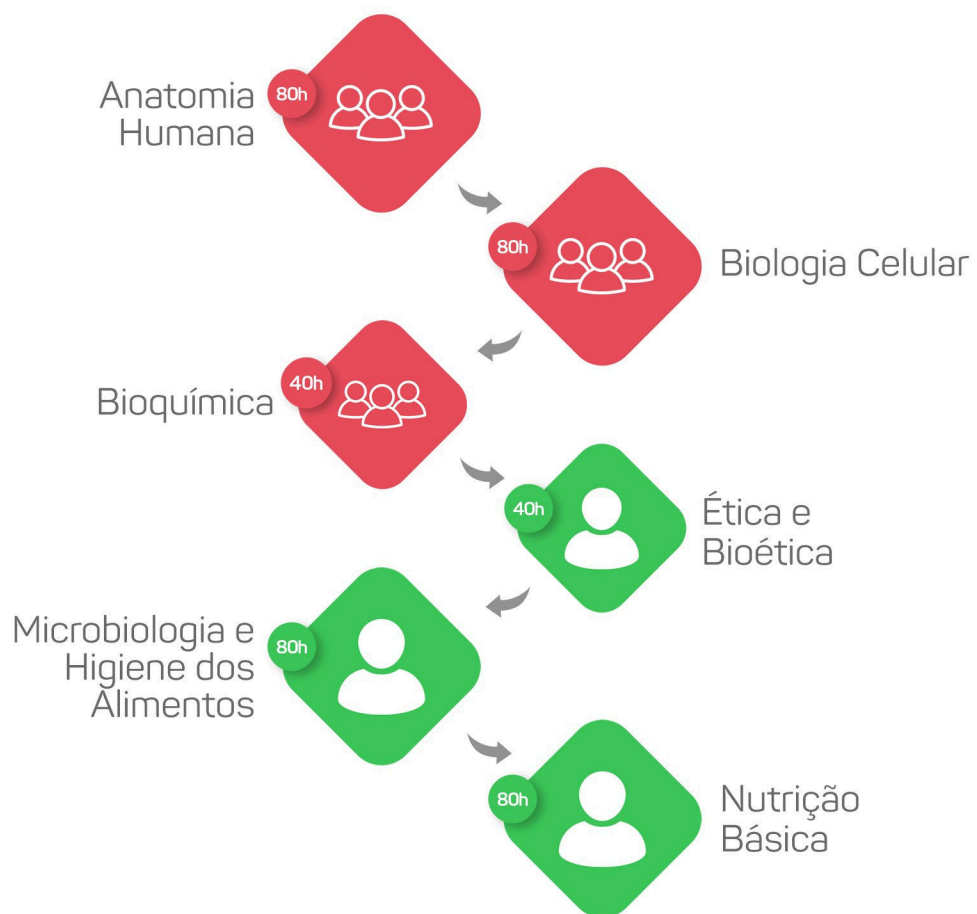 80h
Anatomia
Humana
80h
Biologia Celular
40h
Bioquímica
40h
Ética e
Bioética
80h
Microbiologia e
Higiene dos
Alimentos
80h
Nutrição
Básica